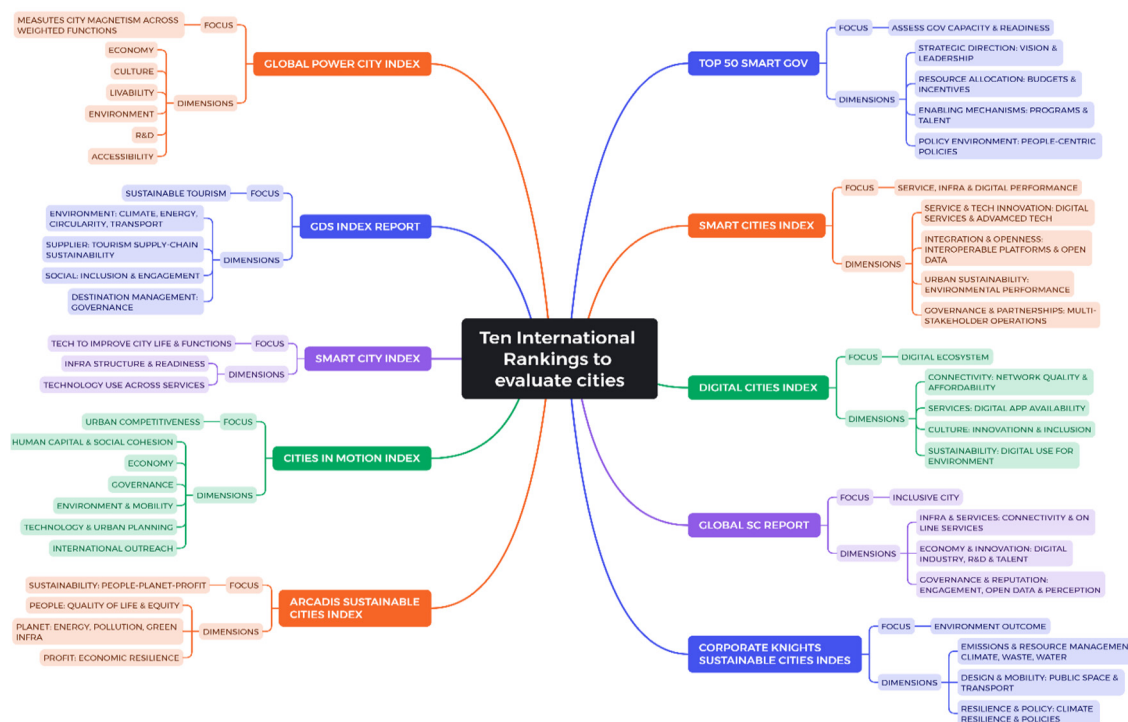 Ten International
Rankings to
evaluate cities
GLOBAL POWER CITY INDEX
FOCUS
MEASURES CITY MAGNETISM ACROSS
WEIGHTED FUNCTIONS
DIMENSIONS
ECONOMY
CULTURE
LIVABILITY
ENVIRONMENT
R&D
ACCESSIBILITY
GDS INDEX REPORT
FOCUS
SUSTAINABLE TOURISM
DIMENSIONS
ENVIRONMENT: CLIMATE, ENERGY,
CIRCULARITY, TRANSPORT
SUPPLIER: TOURISM SUPPLY-CHAIN
SUSTAINABILITY
SOCIAL: INCLUSION & ENGAGEMENT
DESTINATION MANAGEMENT:
GOVERNANCE
SMART CITY INDEX
FOCUS
TECH TO IMPROVE CITY LIFE & FUNCTIONS
DIMENSIONS
INFRA STRUCTURE & READINESS
TECHNOLOGY USE ACROSS SERVICES
CITIES IN MOTION INDEX
FOCUS
URBAN COMPETITIVENESS
DIMENSIONS
HUMAN CAPITAL & SOCIAL COHESION
ECONOMY
GOVERNANCE
ENVIRONMENT & MOBILITY
TECHNOLOGY & URBAN PLANNING
INTERNATIONAL OUTREACH
ARCADIS SUSTAINABLE
CITIES INDEX
FOCUS
SUSTAINABILITY: PEOPLE-PLANET-PROFIT
DIMENSIONS
PEOPLE: QUALITY OF LIFE & EQUITY
PLANET: ENERGY, POLLUTION, GREEN
INFRA
PROFIT: ECONOMIC RESILIENCE
TOP 50 SMART GOV
FOCUS
ASSESS GOV CAPACITY & READINESS
DIMENSIONS
STRATEGIC DIRECTION: VISION &
LEADERSHIP
RESOURCE ALLOCATION: BUDGETS &
INCENTIVES
ENABLING MECHANISMS: PROGRAMS &
TALENT
POLICY ENVIRONMENT: PEOPLE-CENTRIC
POLICIES
SMART CITIES INDEX
FOCUS
SERVICE, INFRA & DIGITAL PERFORMANCE
DIMENSIONS
SERVICE & TECH INNOVATION: DIGITAL
SERVICES & ADVANCED TECH
INTEGRATION & OPENNESS:
INTEROPERABLE PLATFORMS & OPEN
DATA
URBAN SUSTAINABILITY:
ENVIRONMENTAL PERFORMANCE
GOVERNANCE & PARTNERSHIPS: MULTI-
STAKEHOLDER OPERATIONS
DIGITAL CITIES INDEX
FOCUS
DIGITAL ECOSYSTEM
DIMENSIONS
CONNECTIVITY: NETWORK QUALITY &
AFFORDABILITY
SERVICES: DIGITAL APP AVAILABILITY
CULTURE: INNOVATIONN & INCLUSION
SUSTAINABILITY: DIGITAL USE FOR
ENVIRONMENT
GLOBAL SC REPORT
FOCUS
INCLUSIVE CITY
DIMENSIONS
INFRA & SERVICES: CONNECTIVITY & ON
LINE SERVICES
ECONOMY & INNOVATION: DIGITAL
INDUSTRY, R&D & TALENT
GOVERNANCE & REPUTATION:
ENGAGEMENT, OPEN DATA & PERCEPTION
CORPORATE KNIGHTS
SUSTAINABLE CITIES INDES
FOCUS
ENVIRONMENT OUTCOME
DIMENSIONS
EMISSIONS & RESOURCE MANAGEMEN
CLIMATE, WASTE, WATER
DESIGN & MOBILITY: PUBLIC SPACE &
TRANSPORT
RESILIENCE & POLICY: CLIMATE
RESILIENCE & POLICIES